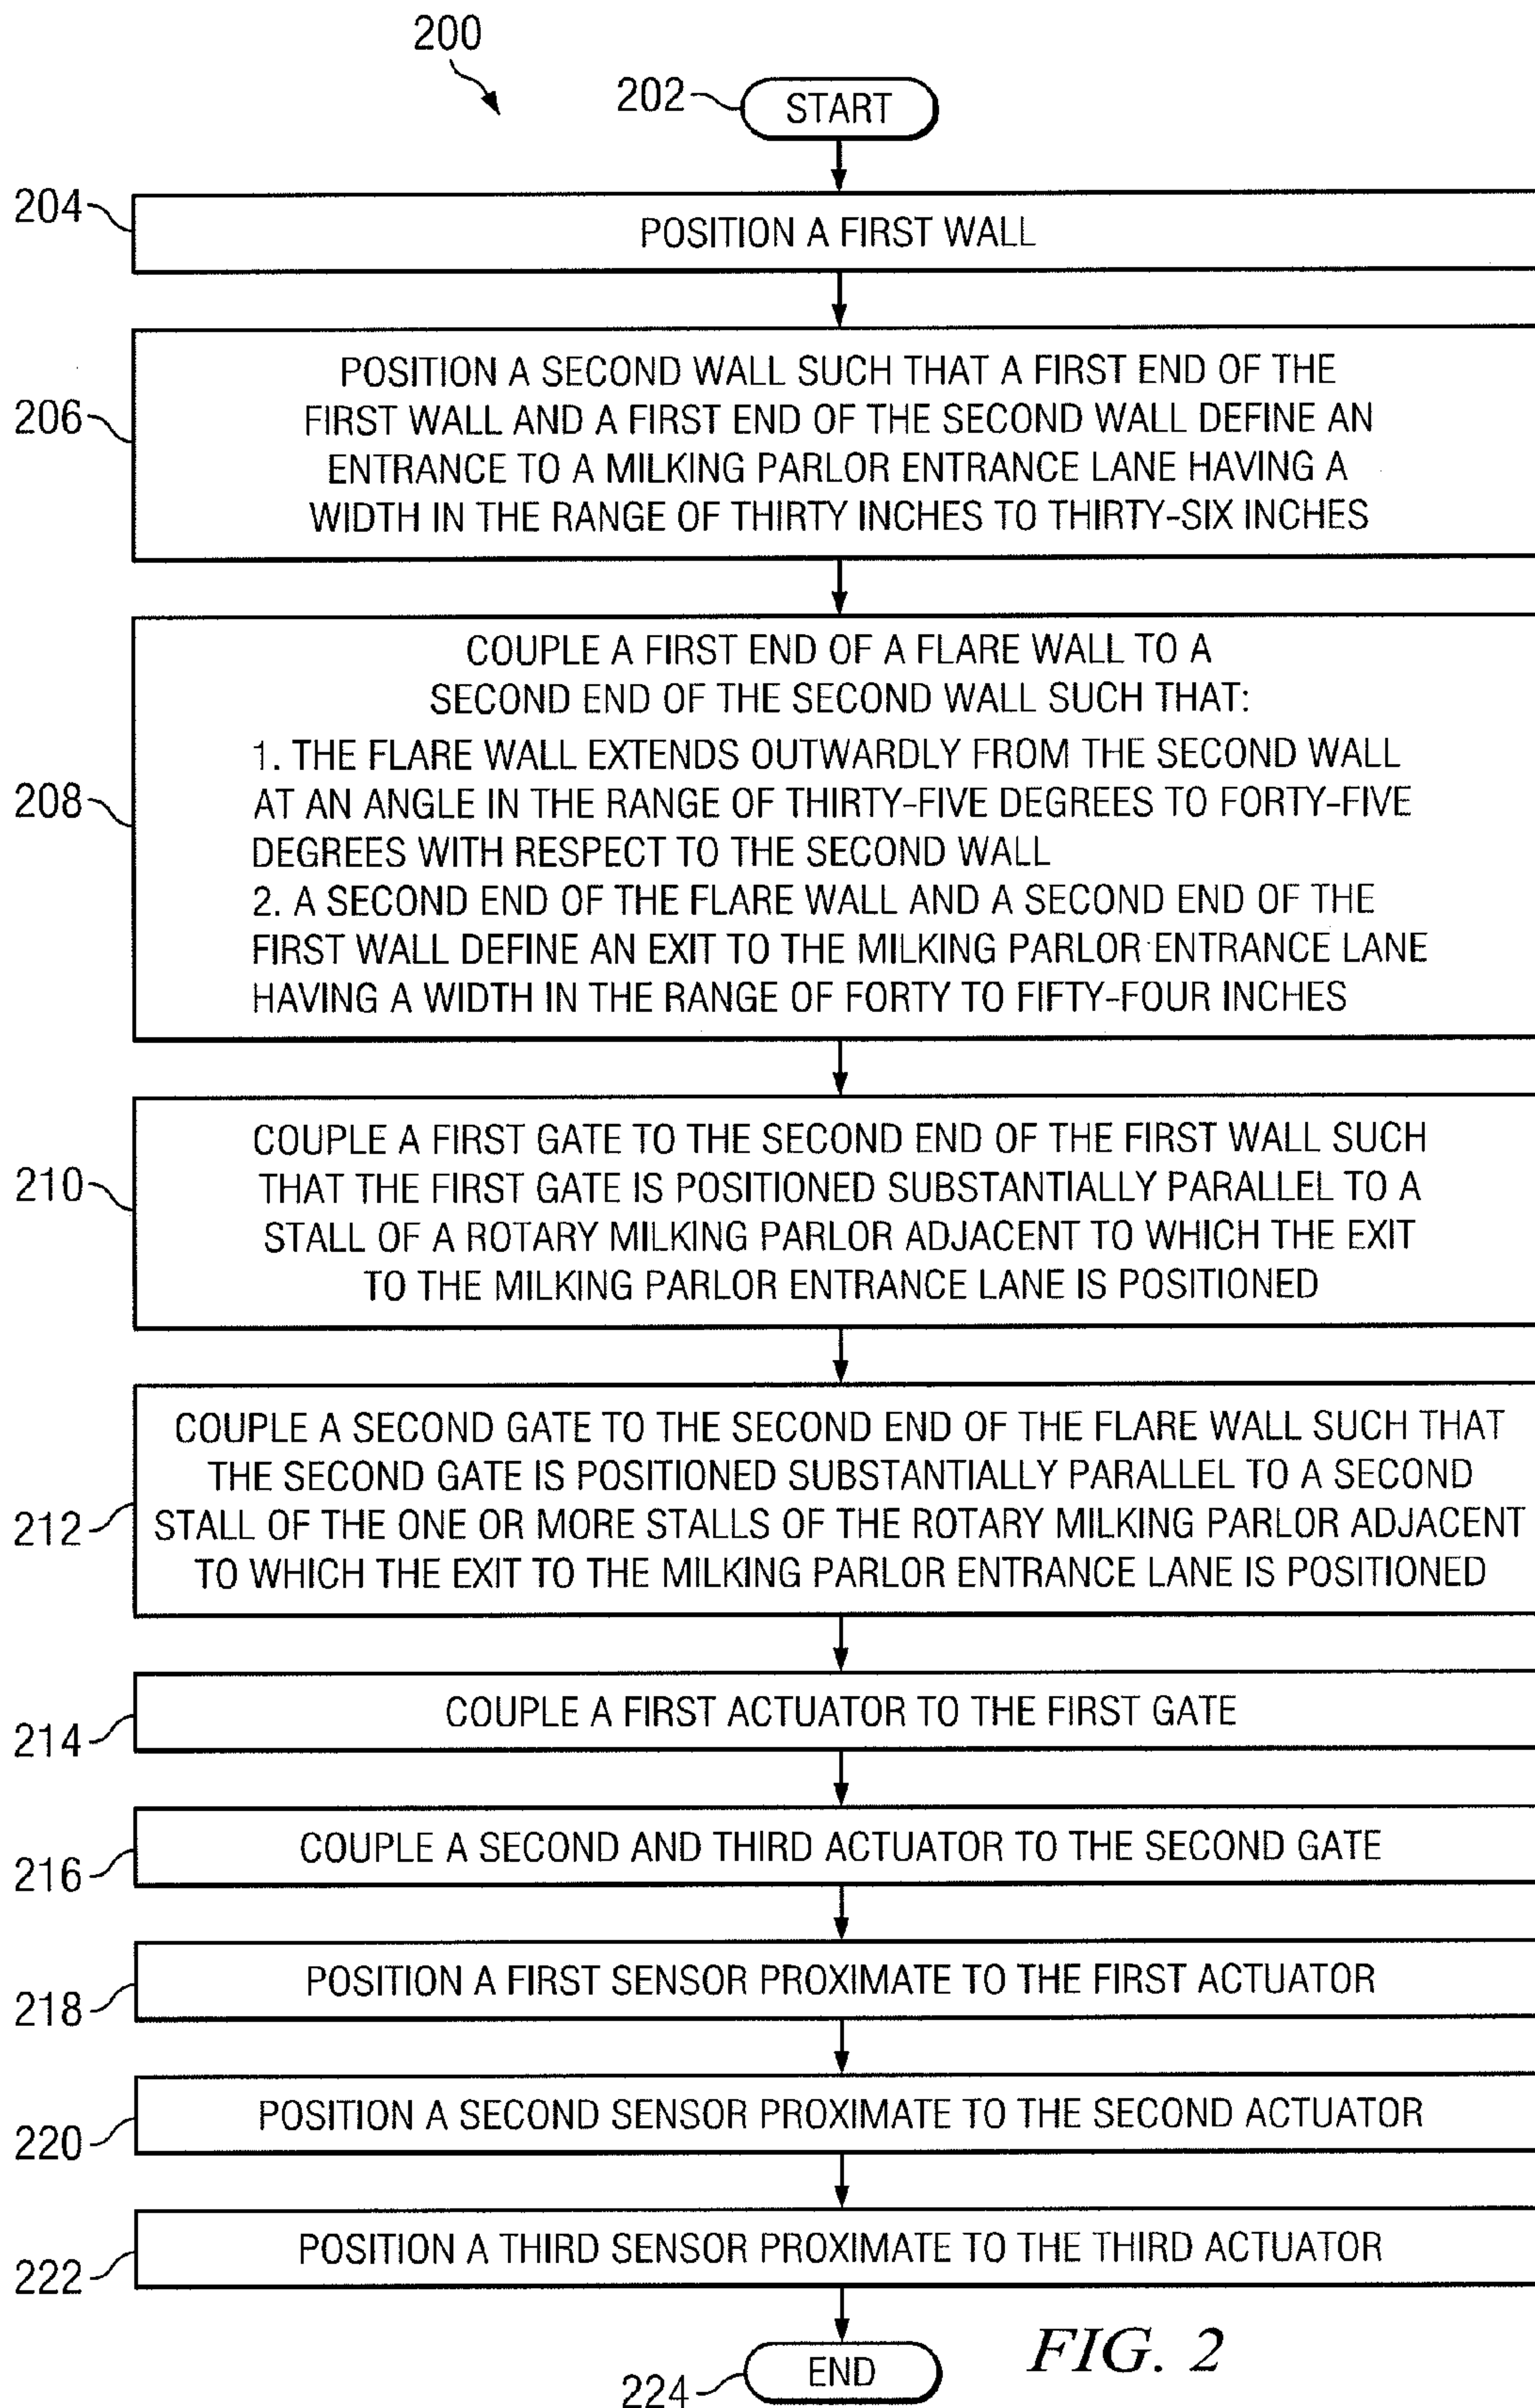 200
202
START
204
POSITION A FIRST WALL
206
POSITION A SECOND WALL SUCH THAT A FIRST END OF THE
FIRST WALL AND A FIRST END OF THE SECOND WALL DEFINE AN
ENTRANCE TO A MILKING PARLOR ENTRANCE LANE HAVING A
WIDTH IN THE RANGE OF THIRTY INCHES TO THIRTY-SIX INCHES
208
COUPLE A FIRST END OF A FLARE WALL TO A
SECOND END OF THE SECOND WALL SUCH THAT:
1. THE FLARE WALL EXTENDS OUTWARDLY FROM THE SECOND WALL
AT AN ANGLE IN THE RANGE OF THIRTY-FIVE DEGREES TO FORTY-FIVE
DEGREES WITH RESPECT TO THE SECOND WALL
2. A SECOND END OF THE FLARE WALL AND A SECOND END OF THE
FIRST WALL DEFINE AN EXIT TO THE MILKING PARLOR ENTRANCE LANE
HAVING A WIDTH IN THE RANGE OF FORTY TO FIFTY-FOUR INCHES
210
COUPLE A FIRST GATE TO THE SECOND END OF THE FIRST WALL SUCH
THAT THE FIRST GATE IS POSITIONED SUBSTANTIALLY PARALLEL TO A
STALL OF A ROTARY MILKING PARLOR ADJACENT TO WHICH THE EXIT
TO THE MILKING PARLOR ENTRANCE LANE IS POSITIONED
212
COUPLE A SECOND GATE TO THE SECOND END OF THE FLARE WALL SUCH THAT
THE SECOND GATE IS POSITIONED SUBSTANTIALLY PARALLEL TO A SECOND
STALL OF THE ONE OR MORE STALLS OF THE ROTARY MILKING PARLOR ADJACENT
TO WHICH THE EXIT TO THE MILKING PARLOR ENTRANCE LANE IS POSITIONED
214
COUPLE A FIRST ACTUATOR TO THE FIRST GATE
216
COUPLE A SECOND AND THIRD ACTUATOR TO THE SECOND GATE
218
POSITION A FIRST SENSOR PROXIMATE TO THE FIRST ACTUATOR
220
POSITION A SECOND SENSOR PROXIMATE TO THE SECOND ACTUATOR
222
POSITION A THIRD SENSOR PROXIMATE TO THE THIRD ACTUATOR
224
END
FIG. 2